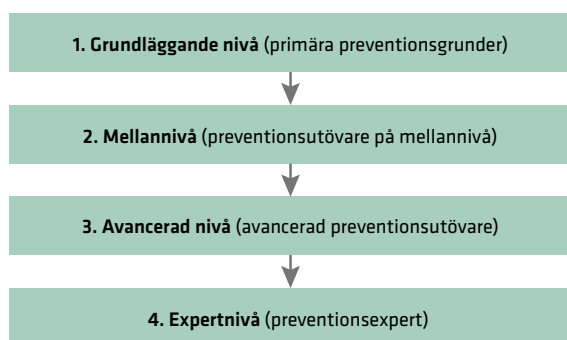 1. Grundläggande nivå (primära preventionsgrunder)
2. Mellannivå (preventionsutövare på mellannivå)
3. Avancerad nivå (avancerad preventionsutövare)
4. Expertnivå (preventionsexpert)